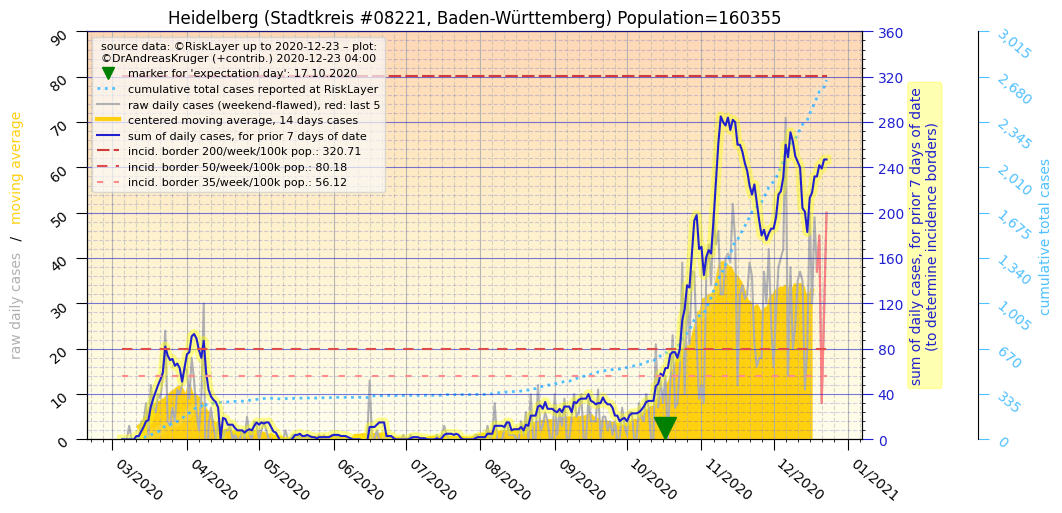 Heidelberg (Stadtkreis #08221, Baden-Württemberg) Population=160355
source data: ©RiskLayer up to 2020-12-23 – plot:
©DrAndreasKruger (+contrib.) 2020-12-23 04:00
marker for 'expectation day': 17.10.2020
cumulative total cases reported at RiskLayer
raw daily cases (weekend-flawed), red: last 5
centered moving average, 14 days cases
sum of daily cases, for prior 7 days of date
incid. border 200/week/100k pop.: 320.71
incid. border 50/week/100k pop.: 80.18
incid. border 35/week/100k pop.: 56.12
raw daily cases / moving average
90
80
70
60
50
40
30
20
10
0
03/2020
04/2020
05/2020
06/2020
07/2020
08/2020
09/2020
10/2020
11/2020
12/2020
01/2021
360
320
280
240
200
160
120
80
40
0
sum of daily cases, for prior 7 days of date
(to determine incidence borders)
3,015
2,680
2,345
2,010
1,675
1,340
1,005
670
335
0
cumulative total cases